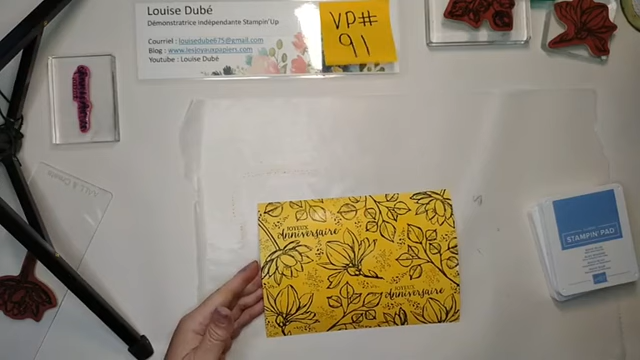 Louise Dubé
Démonstratrice indépendante Stampin'Up
Courriel : louisedube675@gmail.com
Blog : www.lesjoyauxpapiers.com
Youtube : Louise Dubé
VP#
91
STAMPIN' PAD
JOYEUX
Anniversaire
JOYEUX
Anniversaire